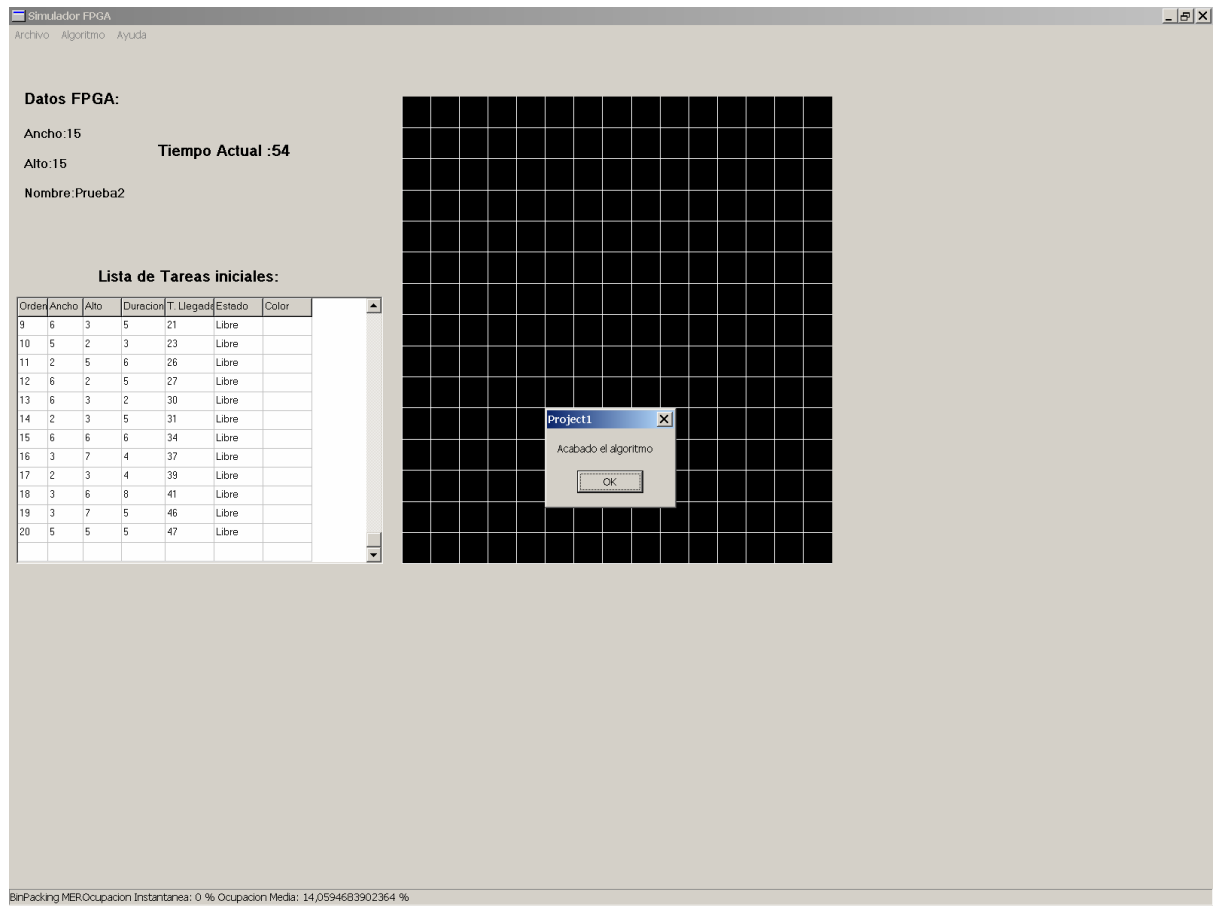 Simulador FPGA
Archivo Algoritmo Ayuda
Datos FPGA:
Ancho:15
Tiempo Actual :54
Alto:15
Nombre:Prueba2
Lista de Tareas iniciales:
Orden Ancho Alto Duracion T. Llegada Estado Color
9 6 3 5 21 Libre
10 5 2 3 23 Libre
11 2 5 6 26 Libre
12 6 2 5 27 Libre
13 6 3 2 30 Libre
14 2 3 5 31 Libre
15 6 6 6 34 Libre
16 3 7 4 37 Libre
17 2 3 4 39 Libre
18 3 6 8 41 Libre
19 3 7 5 46 Libre
20 5 5 5 47 Libre
Project1
Acabado el algoritmo
OK
BinPacking MEROcupacion Instantanea: 0 % Ocupacion Media: 14,0594683902364 %